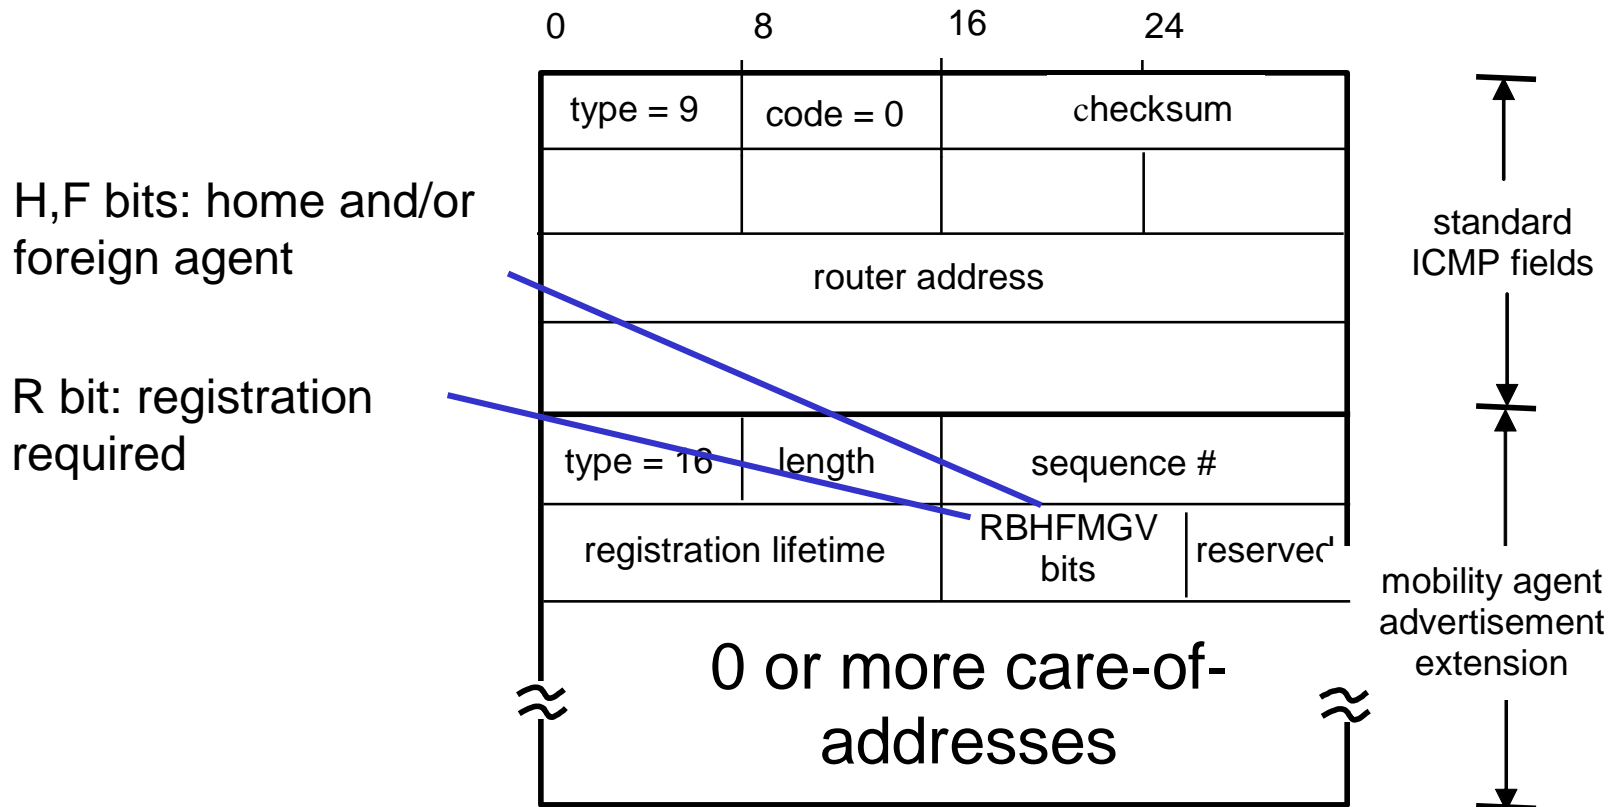 0 8 16 24
type = 9 code = 0 checksum
H,F bits: home and/or
foreign agent
standard
ICMP fields
router address
R bit: registration
required
type = 16 length sequence #
RBHFMGV
bits
registration lifetime
reserved
mobility agent
advertisement
extension
0 or more care-of-
addresses